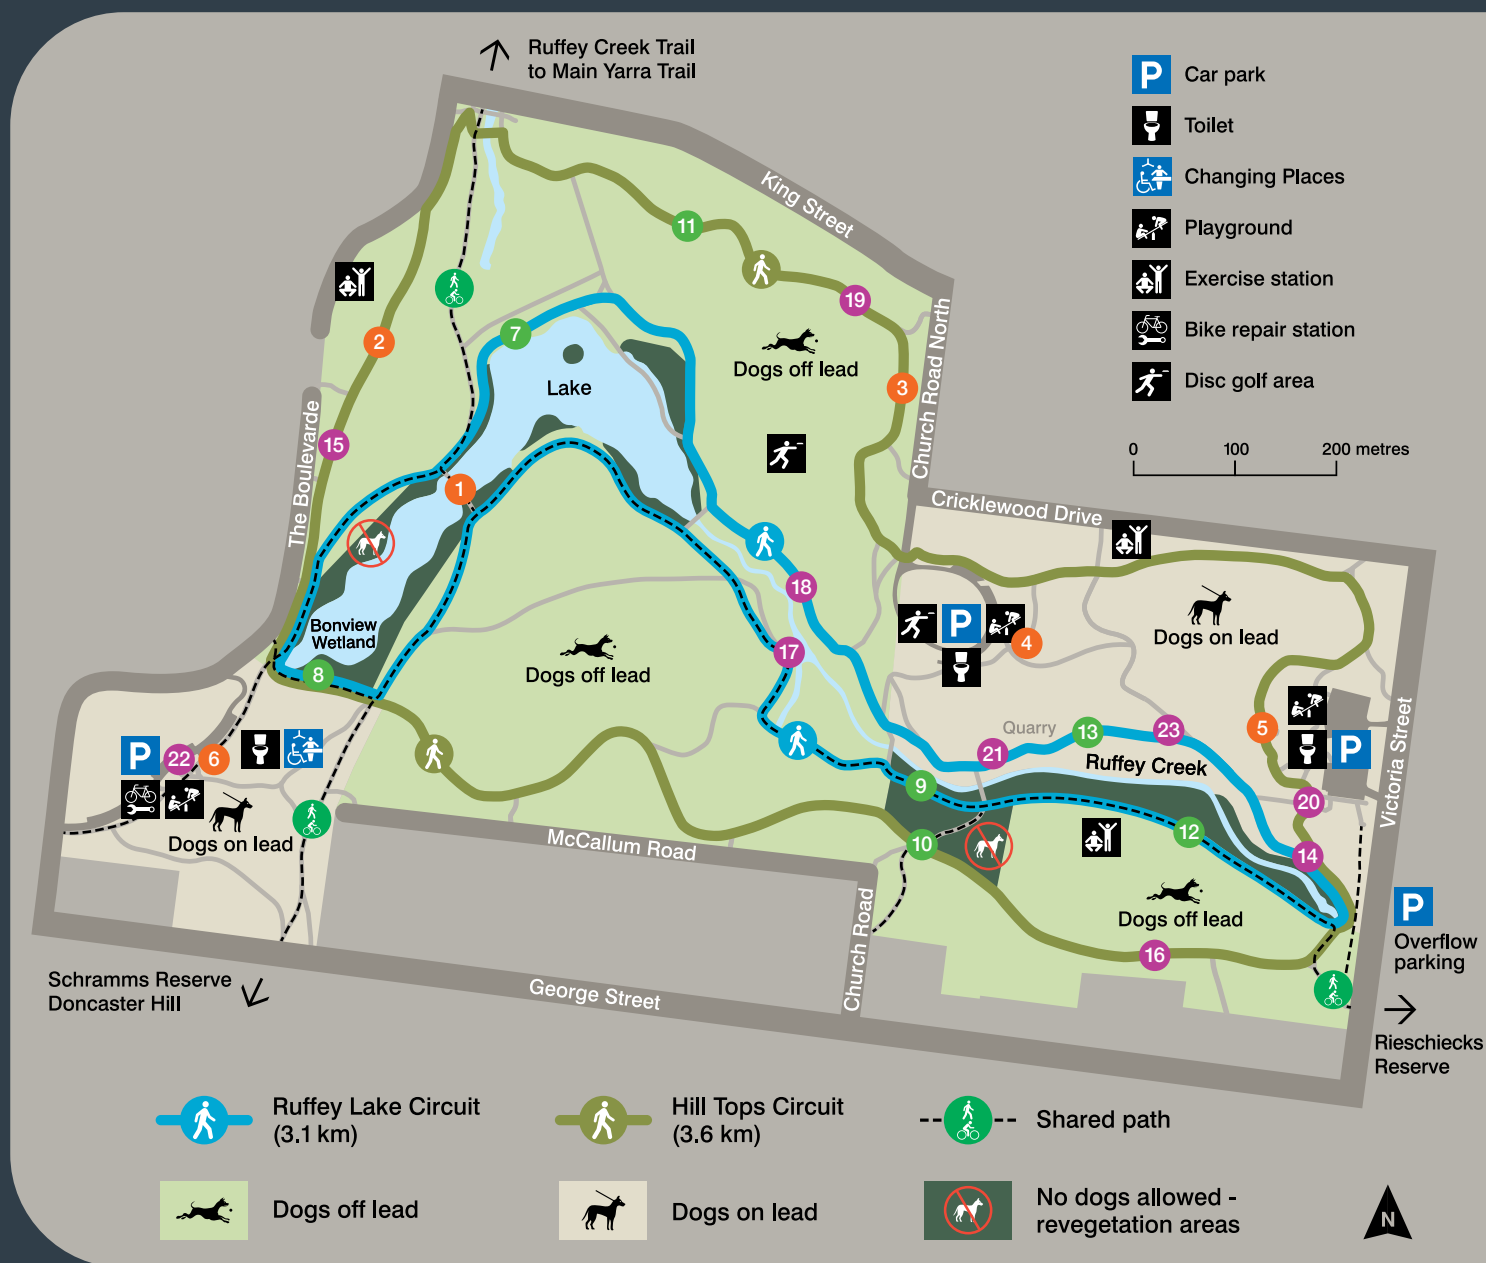 Ruffey Creek Trail
to Main Yarra Trail
P
Car park
Toilet
Changing Places
Playground
Exercise station
Bike repair station
Disc golf area
0 100 200 metres
King Street
11
19
2
7
3
Dogs off lead
Lake
Church Road North
The Boulevarde
15
1
Cricklewood Drive
18
Dogs on lead
P
4
Bonview
Wetland
8
Dogs off lead
17
5
P
Quarry
13
23
21
Ruffey Creek
Victoria Street
P
22
6
9
20
12
14
10
Dogs on lead
McCallum Road
Dogs off lead
P
Overflow
parking
Church Road
16
Schramms Reserve
Doncaster Hill
George Street
Rieschiecks
Reserve
Ruffey Lake Circuit
(3.1 km)
Hill Tops Circuit
(3.6 km)
Shared path
Dogs off lead
Dogs on lead
No dogs allowed -
revegetation areas
N